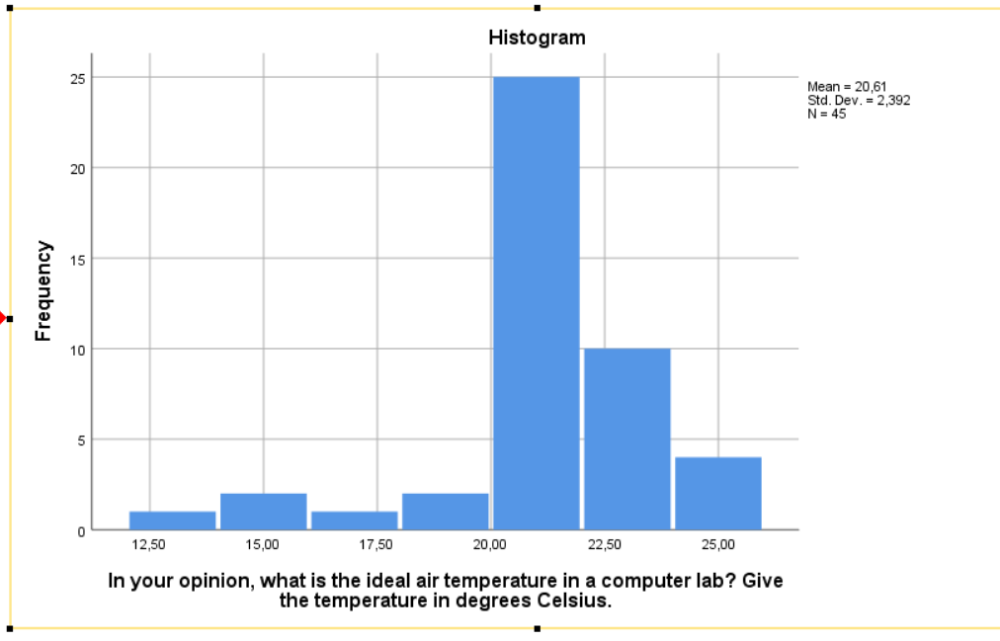 Histogram
Mean = 20,61
Std. Dev. = 2,392
N = 45
Frequency
25
20
15
10
5
0
12,50 15,00 17,50 20,00 22,50 25,00
In your opinion, what is the ideal air temperature in a computer lab? Give
the temperature in degrees Celsius.